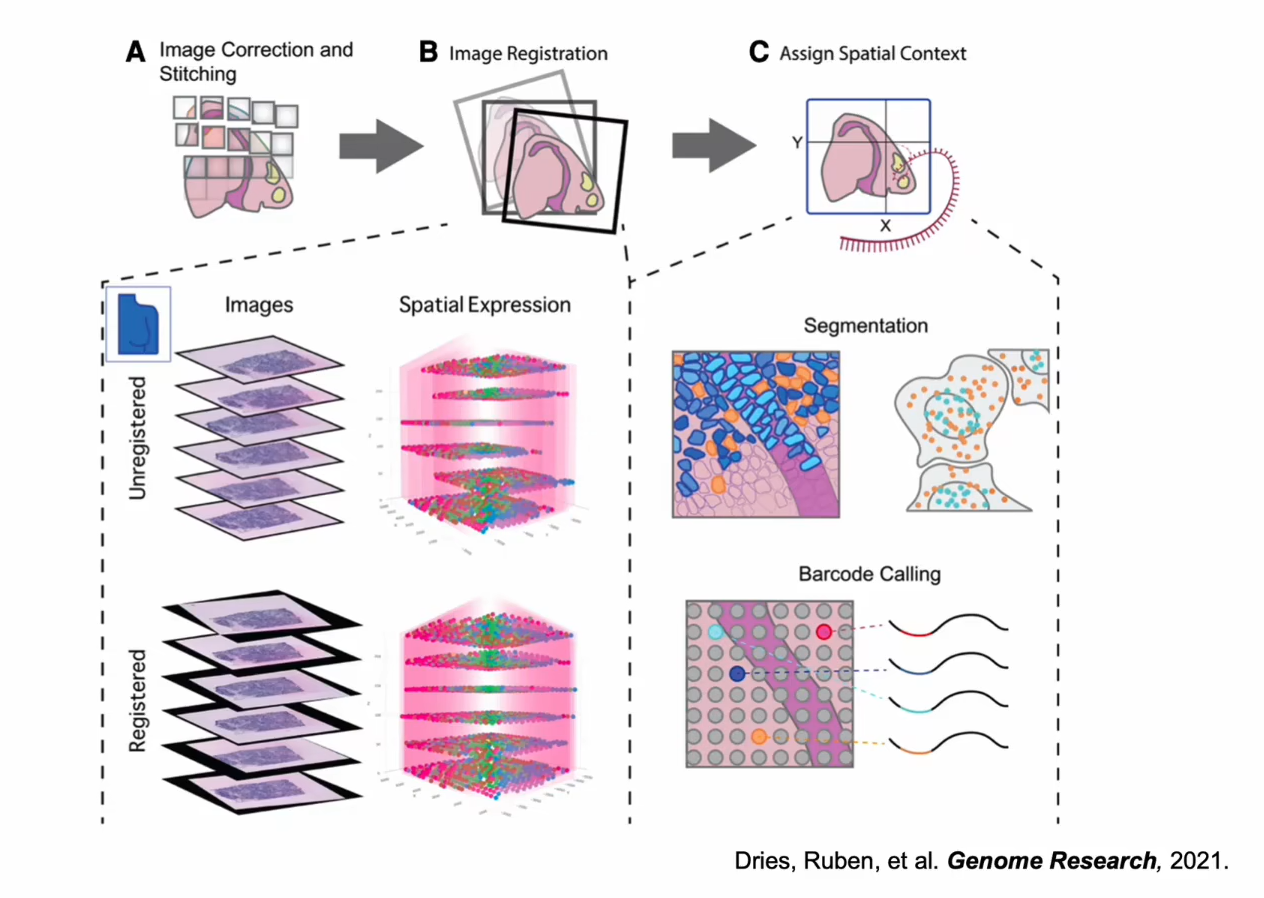 A Image Correction and
Stitching
B Image Registration
C Assign Spatial Context
Y
X
Images
Spatial Expression
Unregistered
Registered
Segmentation
Barcode Calling
Dries, Ruben, et al. Genome Research, 2021.